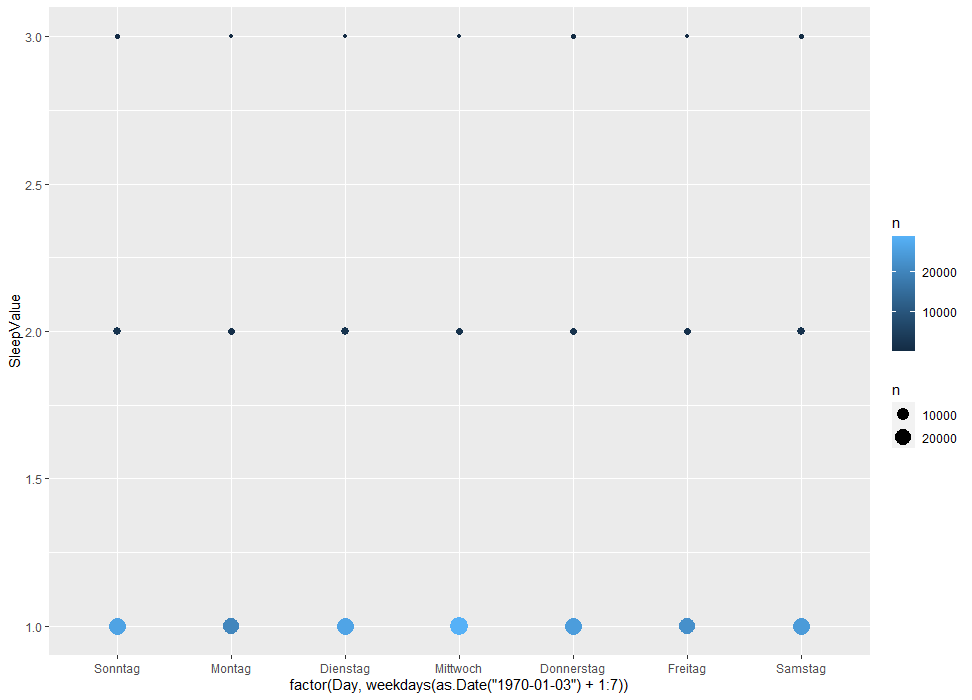 3.0
2.5
2.0
1.5
1.0
SleepValue
Sonntag Montag Dienstag Mittwoch Donnerstag Freitag Samstag
factor(Day, weekdays(as.Date("1970-01-03") + 1:7))
n
20000
10000
n
10000
20000